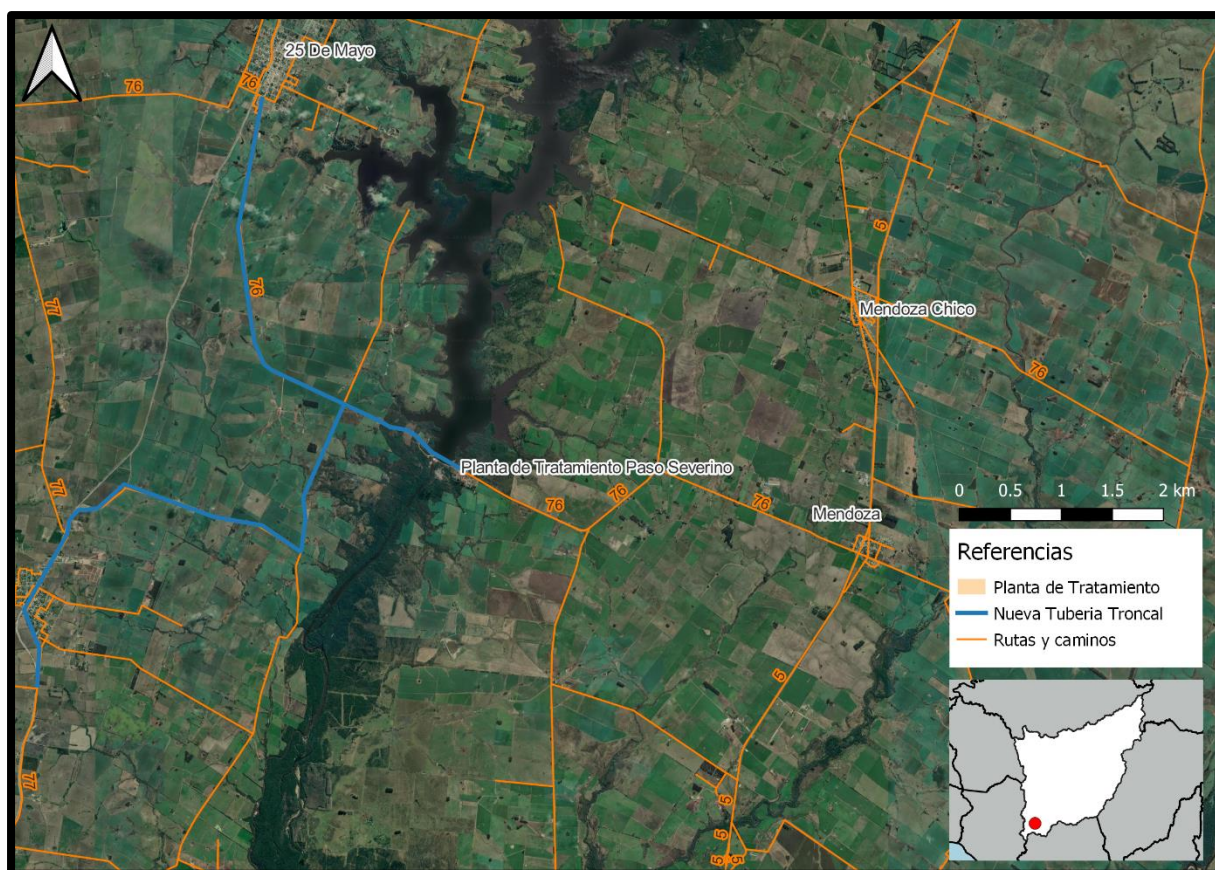 25 De Mayo
76
76
5
77
76
Mendoza Chico
76
77
Planta de Tratamiento Paso Severino
76
76
76
Mendoza
0 0.5 1 1.5 2 km
Referencias
Planta de Tratamiento
Nueva Tuberia Troncal
Rutas y caminos
5
77
5
5
5
5